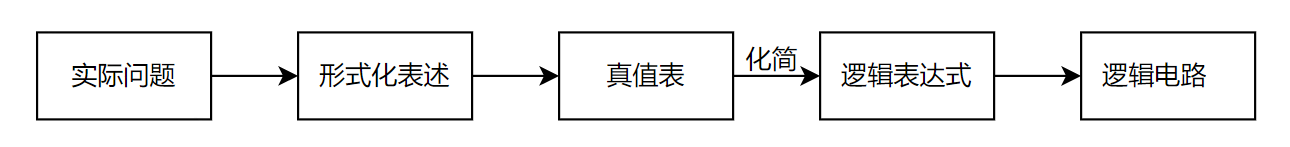 实际问题
形式化表述
真值表
化简
逻辑表达式
逻辑电路